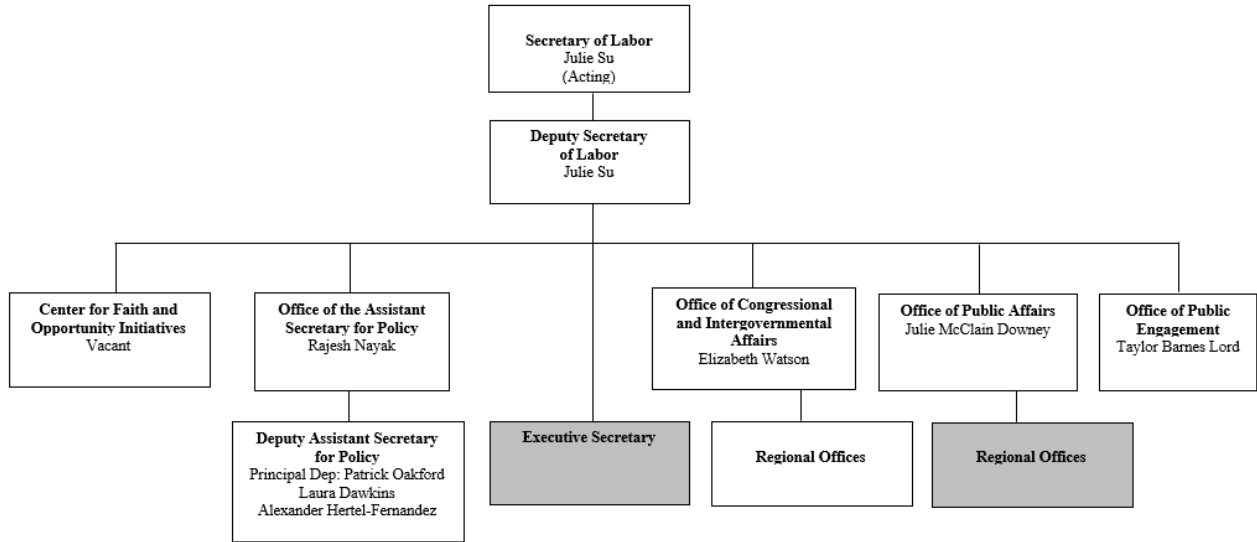 Secretary of Labor
Julie Su
(Acting)
Deputy Secretary
of Labor
Julie Su
Center for Faith and
Opportunity Initiatives
Vacant
Office of the Assistant
Secretary for Policy
Rajesh Nayak
Office of Congressional
and Intergovernmental
Affairs
Elizabeth Watson
Office of Public Affairs
Julie McClain Downey
Office of Public
Engagement
Taylor Barnes Lord
Deputy Assistant Secretary
for Policy
Principal Dep: Patrick Oakford
Laura Dawkins
Alexander Hertel-Fernandez
Executive Secretary
Regional Offices
Regional Offices